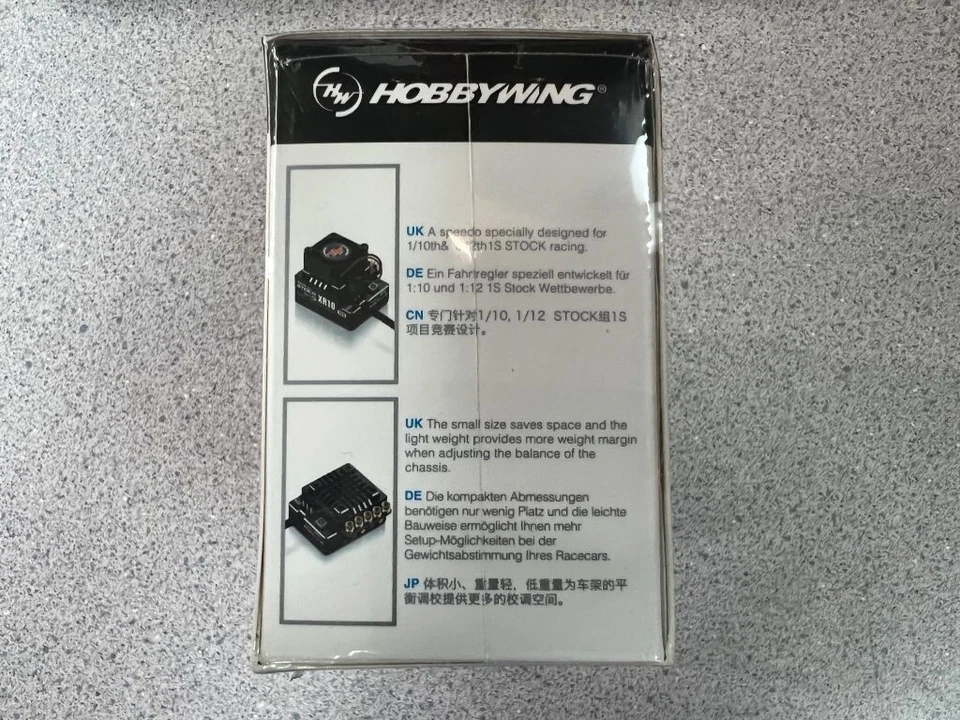 HW HOBBYWING®
UK A speedo specially designed for
1/10th& 1/12th1S STOCK racing.
DE Ein Fahrtregler speziell entwickelt für
1:10 und 1:12 1S Stock Wettbewerbe.
CN 专门针对1/10, 1/12 STOCK组1S
项目竞赛设计。
XR10
UK The small size saves space and the
light weight provides more weight margin
when adjusting the balance of the
chassis.
DE Die kompakten Abmessungen
benötigen nur wenig Platz und die leichte
Bauweise ermöglicht Ihnen mehr
Setup-Möglichkeiten bei der
Gewichtsabstimmung Ihres Racecars.
JP 体积小、重量轻，低重量为车架的平
衡调校提供更多的校调空间。